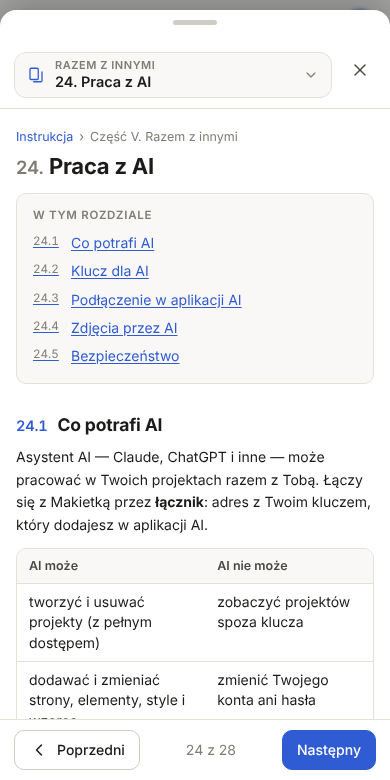 RAZEM Z INNYMI
24. Praca z AI
Instrukcja › Część V. Razem z innymi
24. Praca z AI
W TYM ROZDZIALE
24.1 Co potrafi AI
24.2 Klucz dla AI
24.3 Podłączenie w aplikacji AI
24.4 Zdjęcia przez AI
24.5 Bezpieczeństwo
24.1 Co potrafi AI
Asystent AI — Claude, ChatGPT i inne — może
pracować w Twoich projektach razem z Tobą. Łączy
się z Makietką przez łącznik: adres z Twoim kluczem,
który dodajesz w aplikacji AI.
AI może AI nie może
tworzyć i usuwać zobaczyć projektów
projekty (z pełnym spoza klucza
dostępem)
dodawać i zmieniać zmienić Twojego
strony, elementy, style i konta ani hasła
Poprzedni 24 z 28 Następny